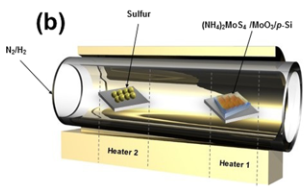 (b)
Sulfur
(NH₄)₂MoS₄ /MoO₃/p-Si
N₂/H₂
Heater 2
Heater 1